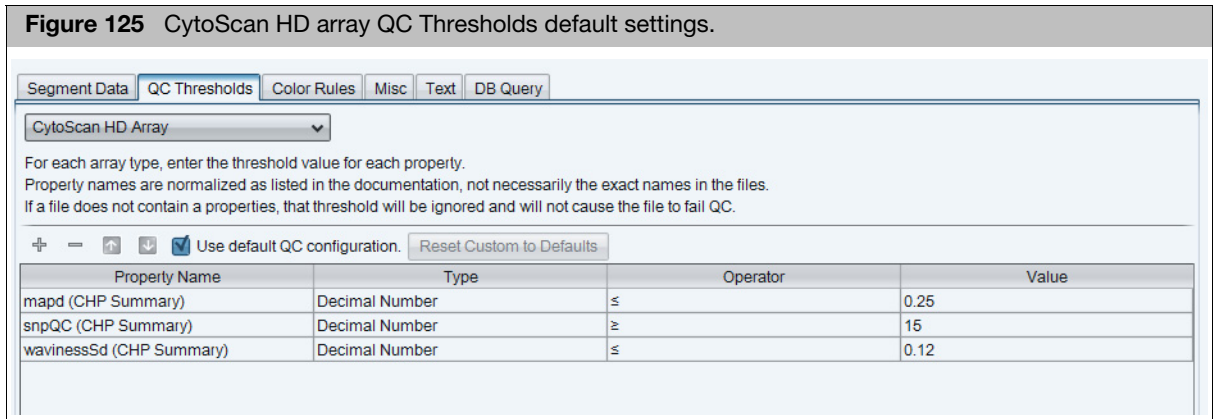 Figure 125 CytoScan HD array QC Thresholds default settings.
Segment Data QC Thresholds Color Rules Misc Text DB Query
CytoScan HD Array
For each array type, enter the threshold value for each property.
Property names are normalized as listed in the documentation, not necessarily the exact names in the files.
If a file does not contain a properties, that threshold will be ignored and will not cause the file to fail QC.
Use default QC configuration. Reset Custom to Defaults
Property Name Type Operator Value
mapd (CHP Summary) Decimal Number ≤ 0.25
snpQC (CHP Summary) Decimal Number ≥ 15
wavinessSd (CHP Summary) Decimal Number ≤ 0.12